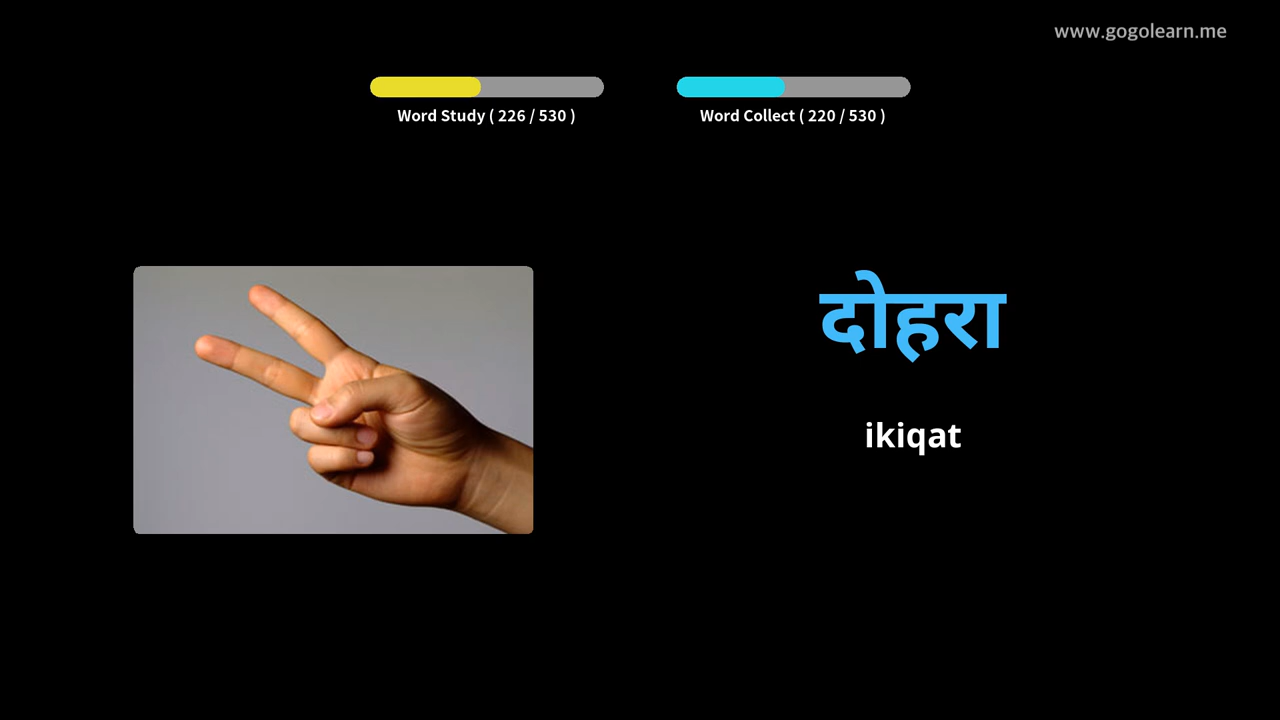 www.gogolearn.me
Word Study ( 226 / 530 )
Word Collect ( 220 / 530 )
दोहरा
ikiqat